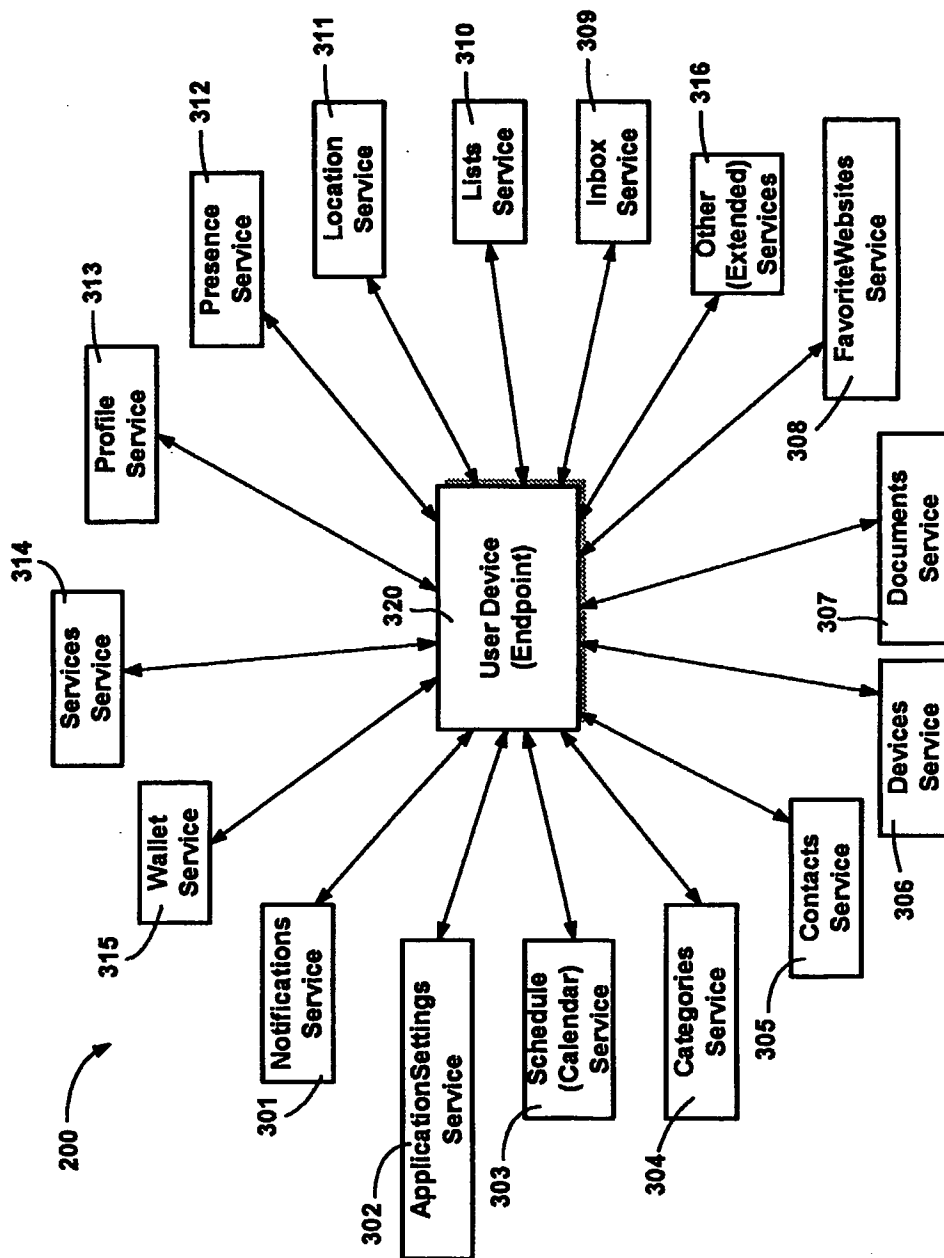 200
315
Wallet
Service
314
Services
Service
313
Profile
Service
312
Presence
Service
311
Location
Service
310
Lists
Service
309
Inbox
Service
316
Other
(Extended)
Services
308
FavoriteWebsites
Service
307
Documents
Service
306
Devices
Service
305
Contacts
Service
304
Categories
Service
303
Schedule
(Calendar)
Service
302
ApplicationSettings
Service
301
Notifications
Service
320
User Device
(Endpoint)